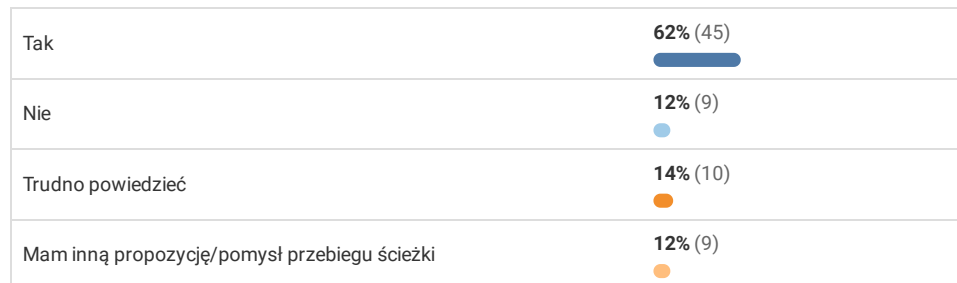 Tak
62% (45)
Nie
12% (9)
Trudno powiedzieć
14% (10)
Mam inną propozycję/pomysł przebiegu ścieżki
12% (9)